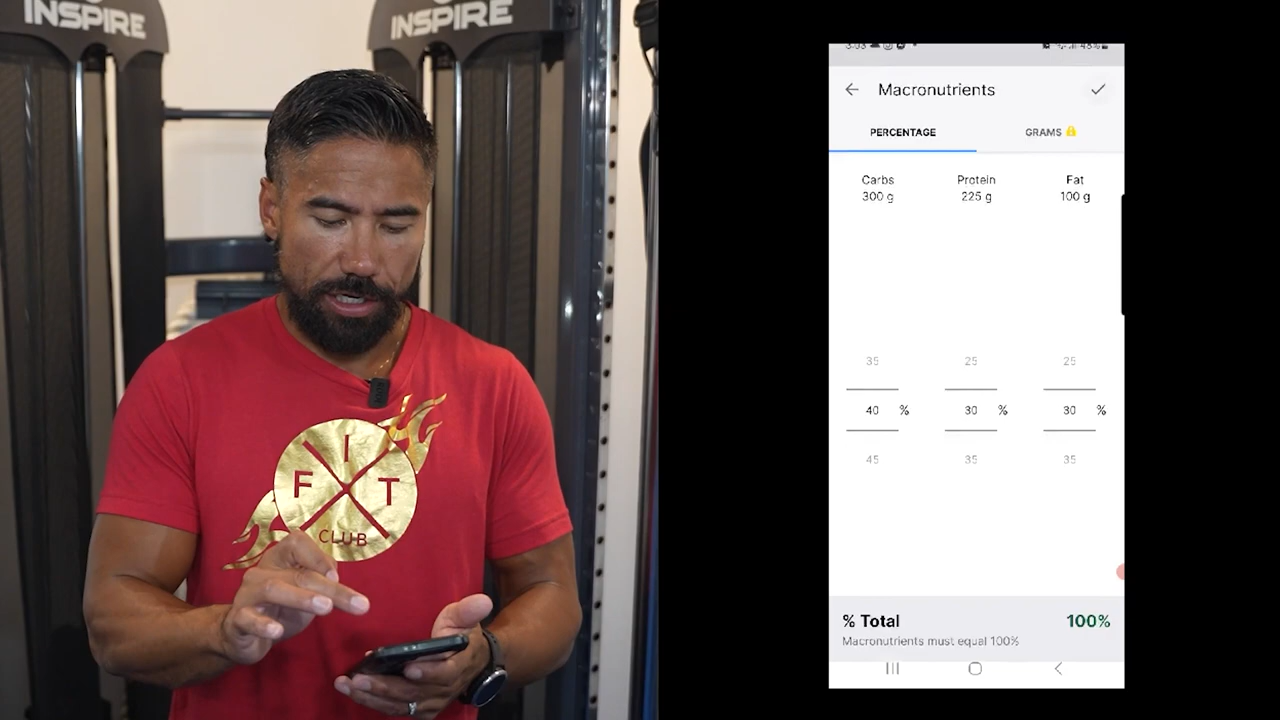 INSPIRE
INSPIRE
I
F T
CLUB
Macronutrients
PERCENTAGE
GRAMS
Carbs
300 g
Protein
225 g
Fat
100 g
35
25
25
40 %
30 %
30 %
45
35
35
% Total
100%
Macronutrients must equal 100%